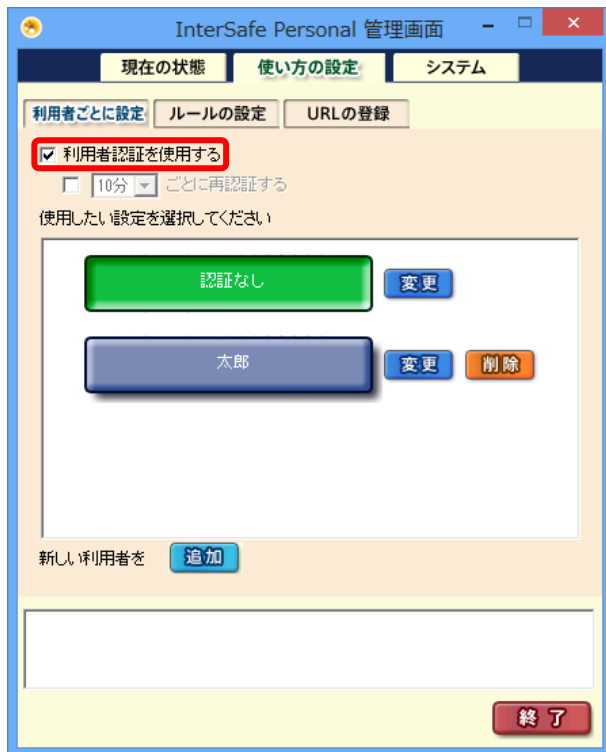 InterSafe Personal 管理画面
現在の状態 使い方の設定 システム
利用者ごとに設定 ルールの設定 URLの登録
利用者認証を使用する
10分 ごとに再認証する
使用したい設定を選択してください
認証なし 変更
太郎 変更 削除
新しい利用者を 追加
終了